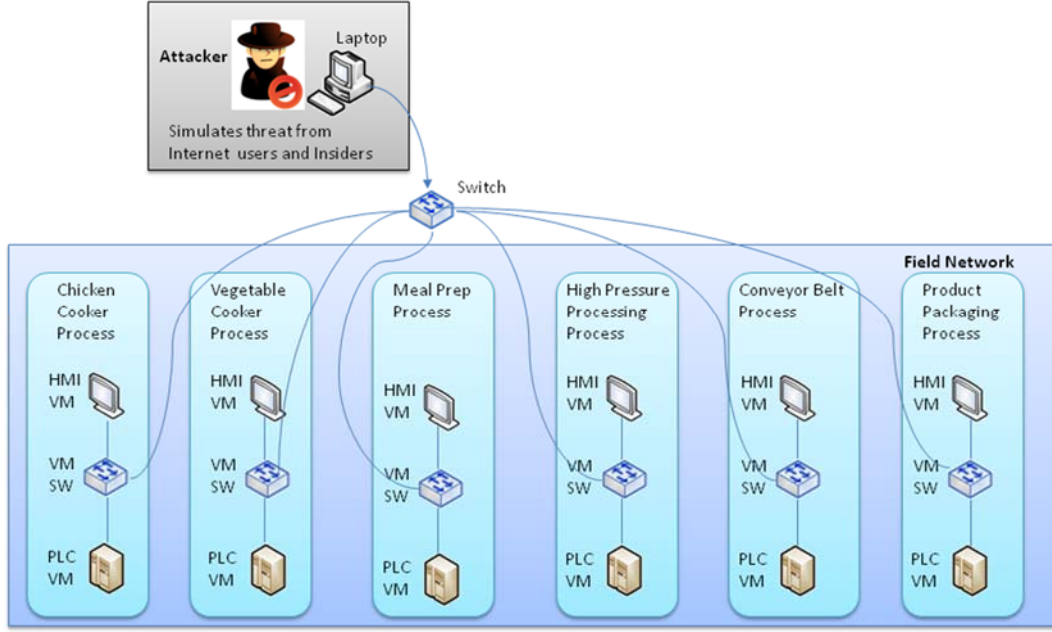 Attacker
Laptop
Simulates threat from
Internet users and Insiders
Switch
Field Network
Chicken
Cooker
Process
HMI
VM
VM
SW
PLC
VM
Vegetable
Cooker
Process
HMI
VM
VM
SW
PLC
VM
Meal Prep
Process
HMI
VM
VM
SW
PLC
VM
High Pressure
Processing
Process
HMI
VM
VM
SW
PLC
VM
Conveyor Belt
Process
HMI
VM
VM
SW
PLC
VM
Product
Packaging
Process
HMI
VM
VM
SW
PLC
VM